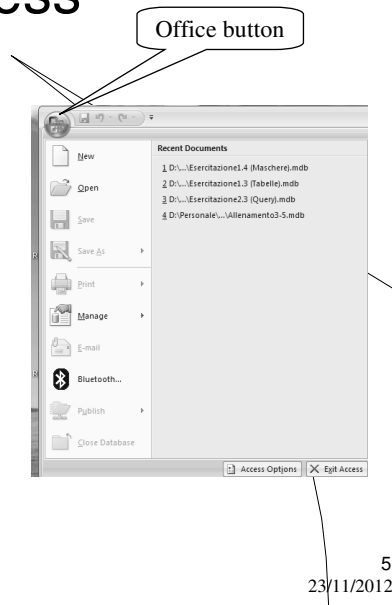 Office button
Recent Documents
New
1 D:\...\Esercitazione1.4 (Maschere).mdb
2 D:\...\Esercitazione1.3 (Tabelle).mdb
Open
3 D:\...\Esercitazione2.3 (Query).mdb
4 D:\Personale\...\Allenamento3-5.mdb
Save
Save As
Print
Manage
E-mail
Bluetooth...
Publish
Close Database
Access Options
Exit Access
5
23/11/2012